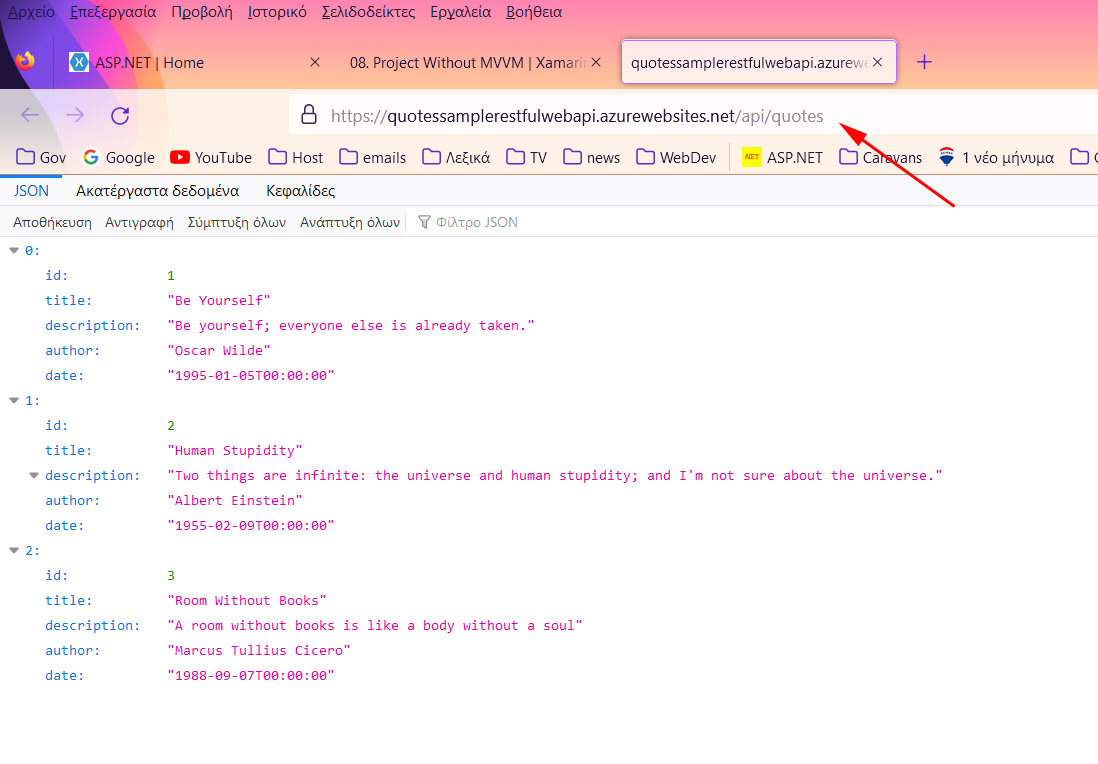 Αρχείο Επεξεργασία Προβολή Ιστορικό Σελιδοδείκτες Εργαλεία Βοήθεια
ASP.NET | Home 08. Project Without MVVM | Xamarin quotessamplerestfulwebapi.azurewe
https://quotessamplerestfulwebapi.azurewebsites.net/api/quotes
Gov Google YouTube Host emails Λεξικά TV news WebDev NET ASP.NET Caravans 1 νέο μήνυμα
JSON Ακατέργαστα δεδομένα Κεφαλίδες
Αποθήκευση Αντιγραφή Σύμπτυξη όλων Ανάπτυξη όλων Φίλτρο JSON
0:
id: 1
title: "Be Yourself"
description: "Be yourself; everyone else is already taken."
author: "Oscar Wilde"
date: "1995-01-05T00:00:00"
1:
id: 2
title: "Human Stupidity"
description: "Two things are infinite: the universe and human stupidity; and I'm not sure about the universe."
author: "Albert Einstein"
date: "1955-02-09T00:00:00"
2:
id: 3
title: "Room Without Books"
description: "A room without books is like a body without a soul"
author: "Marcus Tullius Cicero"
date: "1988-09-07T00:00:00"